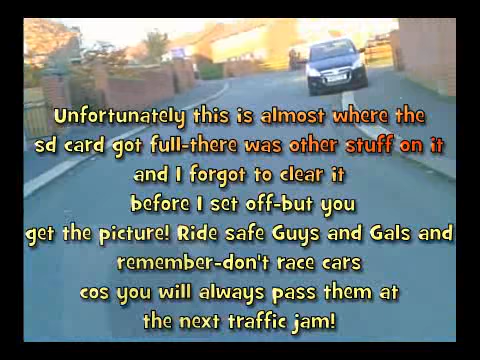 Unfortunately this is almost where the
sd card got full-there was other stuff on it
and I forgot to clear it
before I set off-but you
get the picture! Ride safe Guys and Gals and
remember-don't race cars
cos you will always pass them at
the next traffic jam!